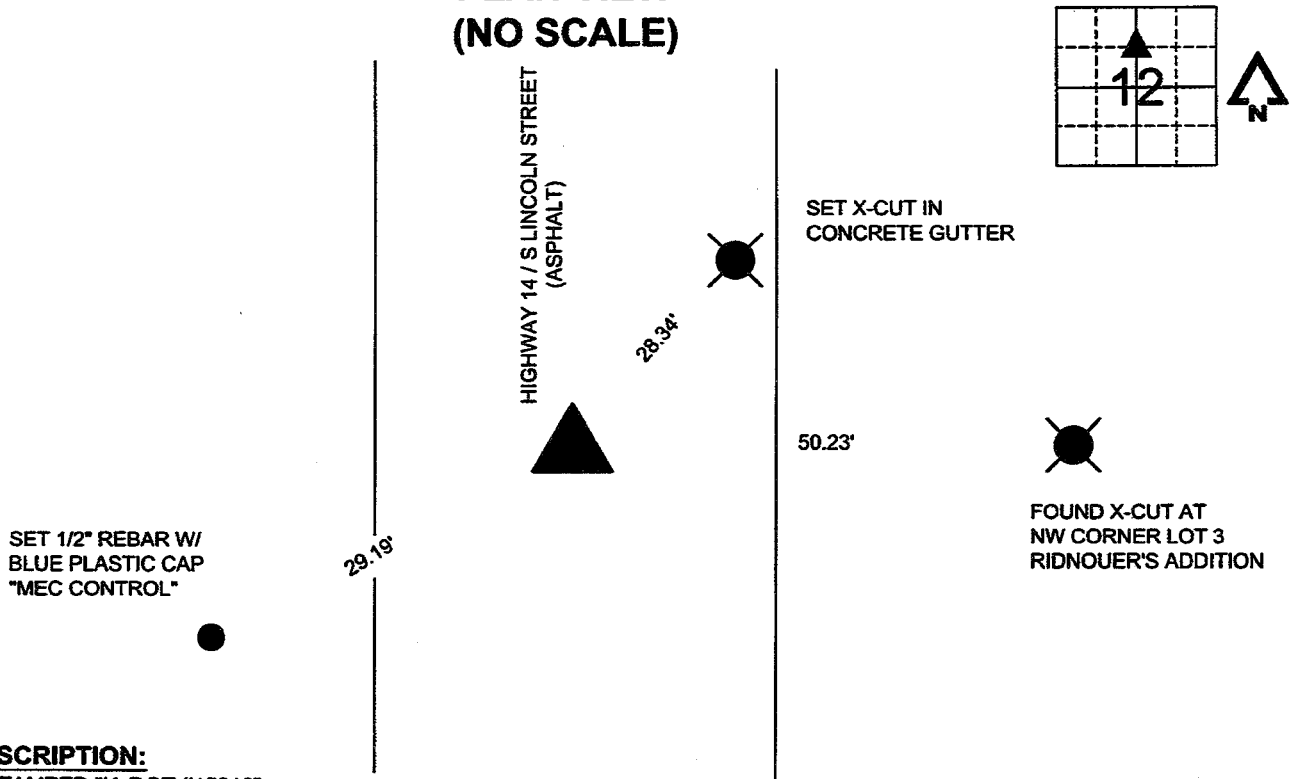 (NO SCALE)
12
N
HIGHWAY 14 / S LINCOLN STREET
(ASPHALT)
SET X-CUT IN
CONCRETE GUTTER
28.34'
50.23'
FOUND X-CUT AT
NW CORNER LOT 3
RIDNOUER'S ADDITION
SET 1/2" REBAR W/
BLUE PLASTIC CAP
"MEC CONTROL"
29.19'
SCRIPTION: